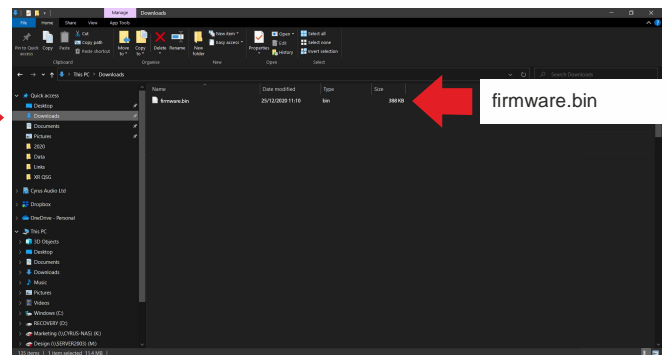 Manage Downloads
File Home Share View App Tools
Pin to Quick access
Copy
Paste
Cut
Copy path
Paste shortcut
Move to
Copy to
Delete
Rename
New folder
New item
Easy access
Properties
Open
Edit
History
Select all
Select none
Invert selection
Clipboard Organise New Open Select
This PC > Downloads
Search Downloads
Name Date modified Type Size
firmware.bin 25/12/2020 11:10 bin 388 KB
firmware.bin
Quick access
Desktop
Downloads
Documents
Pictures
2020
Data
Links
XR QSG
Cyrus Audio Ltd
Dropbox
OneDrive - Personal
This PC
3D Objects
Desktop
Documents
Downloads
Music
Pictures
Videos
Windows (C:)
RECOVERY (D:)
Marketing (\\CYRUS-NAS) (K:)
Design (\\SERVER2003) (M:)
135 items 1 item selected 11.4 MB